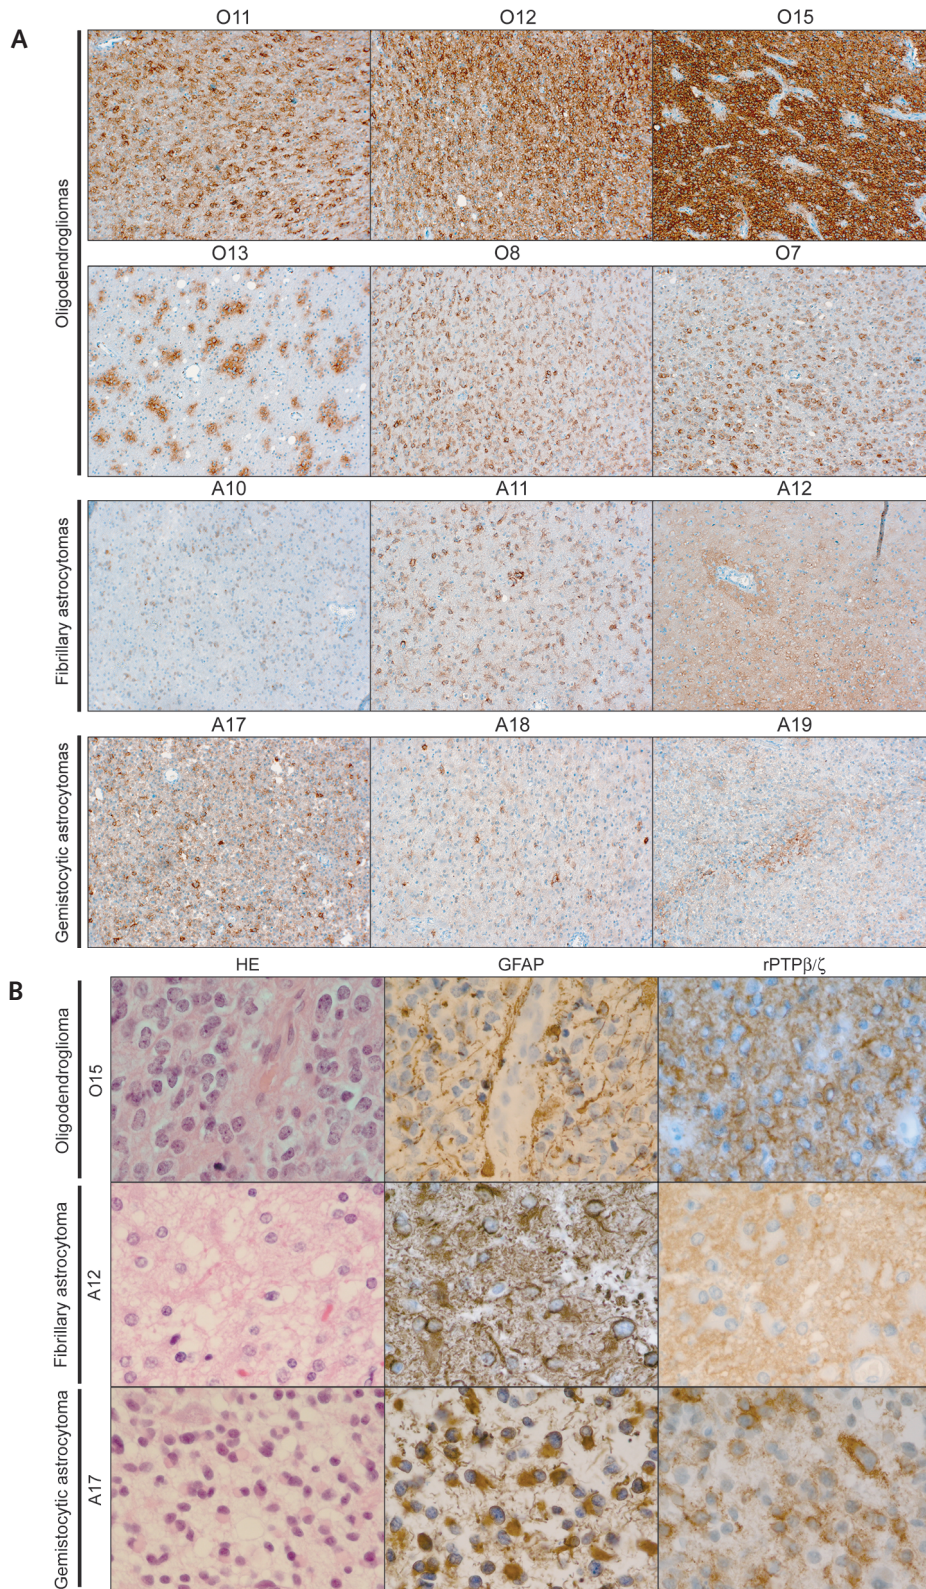 A
O11 O12 O15
Oligodendrogliomas
O13 O8 O7
A10 A11 A12
Fibrillary astrocytomas
A17 A18 A19
Gemistocytic astrocytomas
B
HE GFAP rPTPβ/ζ
Oligodendroglioma
O15
Fibrillary astrocytoma
A12
Gemistocytic astrocytoma
A17